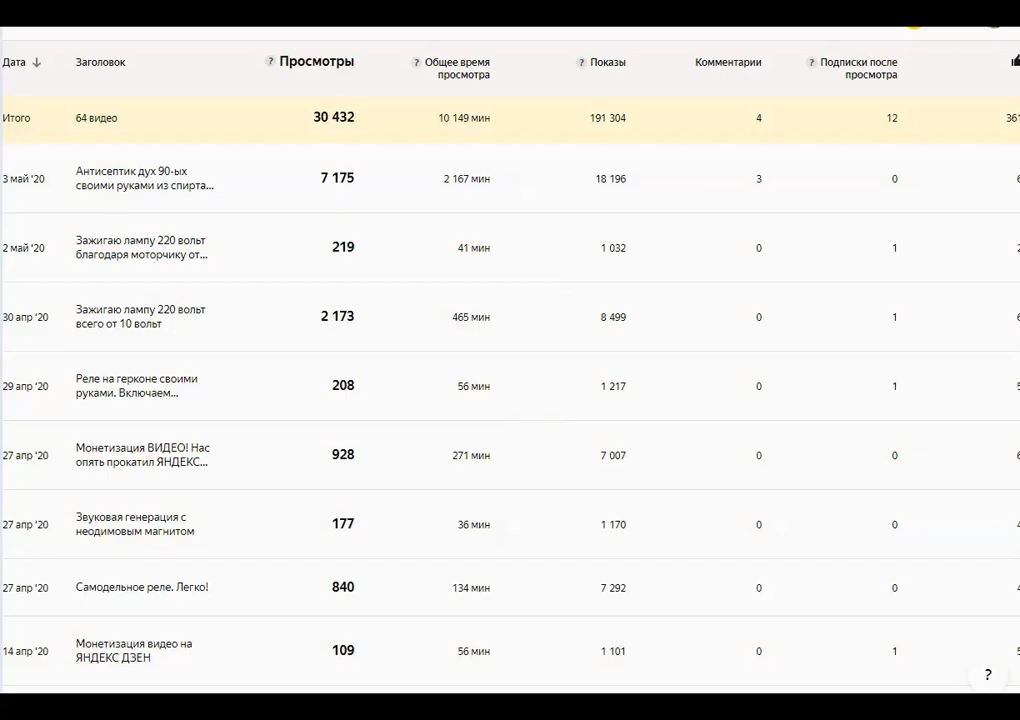 Дата ↓ Заголовок ? Просмотры ? Общее время просмотра ? Показы Комментарии ? Подписки после просмотра
Итого 64 видео 30 432 10 149 мин 191 304 4 12 361
3 май '20 Антисептик дух 90-ых своими руками из спирта... 7 175 2 167 мин 18 196 3 0
2 май '20 Зажигаю лампу 220 вольт благодаря моторчику от... 219 41 мин 1 032 0 1
30 апр '20 Зажигаю лампу 220 вольт всего от 10 вольт 2 173 465 мин 8 499 0 1
29 апр '20 Реле на герконе своими руками. Включаем... 208 56 мин 1 217 0 1
27 апр '20 Монетизация ВИДЕО! Нас опять прокатил ЯНДЕКС... 928 271 мин 7 007 0 0
27 апр '20 Звуковая генерация с неодимовым магнитом 177 36 мин 1 170 0 0
27 апр '20 Самодельное реле. Легко! 840 134 мин 7 292 0 0
14 апр '20 Монетизация видео на ЯНДЕКС ДЗЕН 109 56 мин 1 101 0 1
?